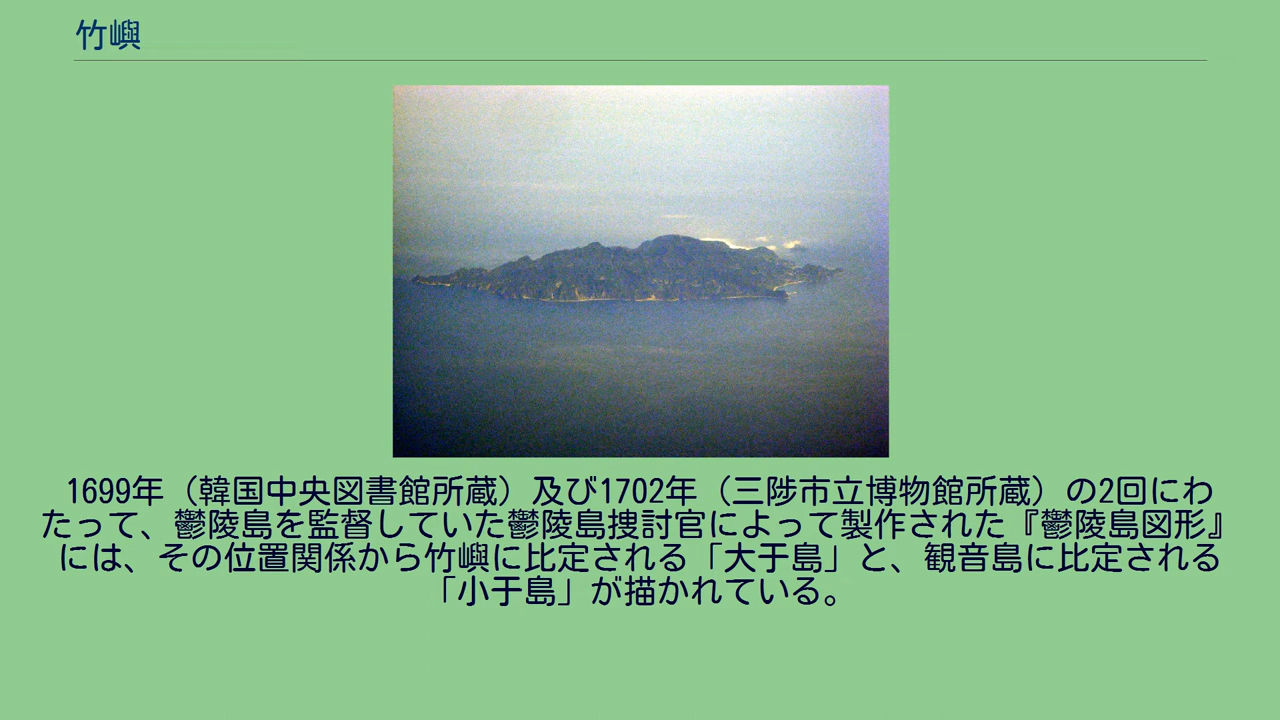 竹嶼
1699年（韓国中央図書館所蔵）及び1702年（三陟市立博物館所蔵）の2回にわ
たって、鬱陵島を監督していた鬱陵島捜討官によって製作された『鬱陵島図形』
には、その位置関係から竹嶼に比定される「大于島」と、観音島に比定される
「小于島」が描かれている。